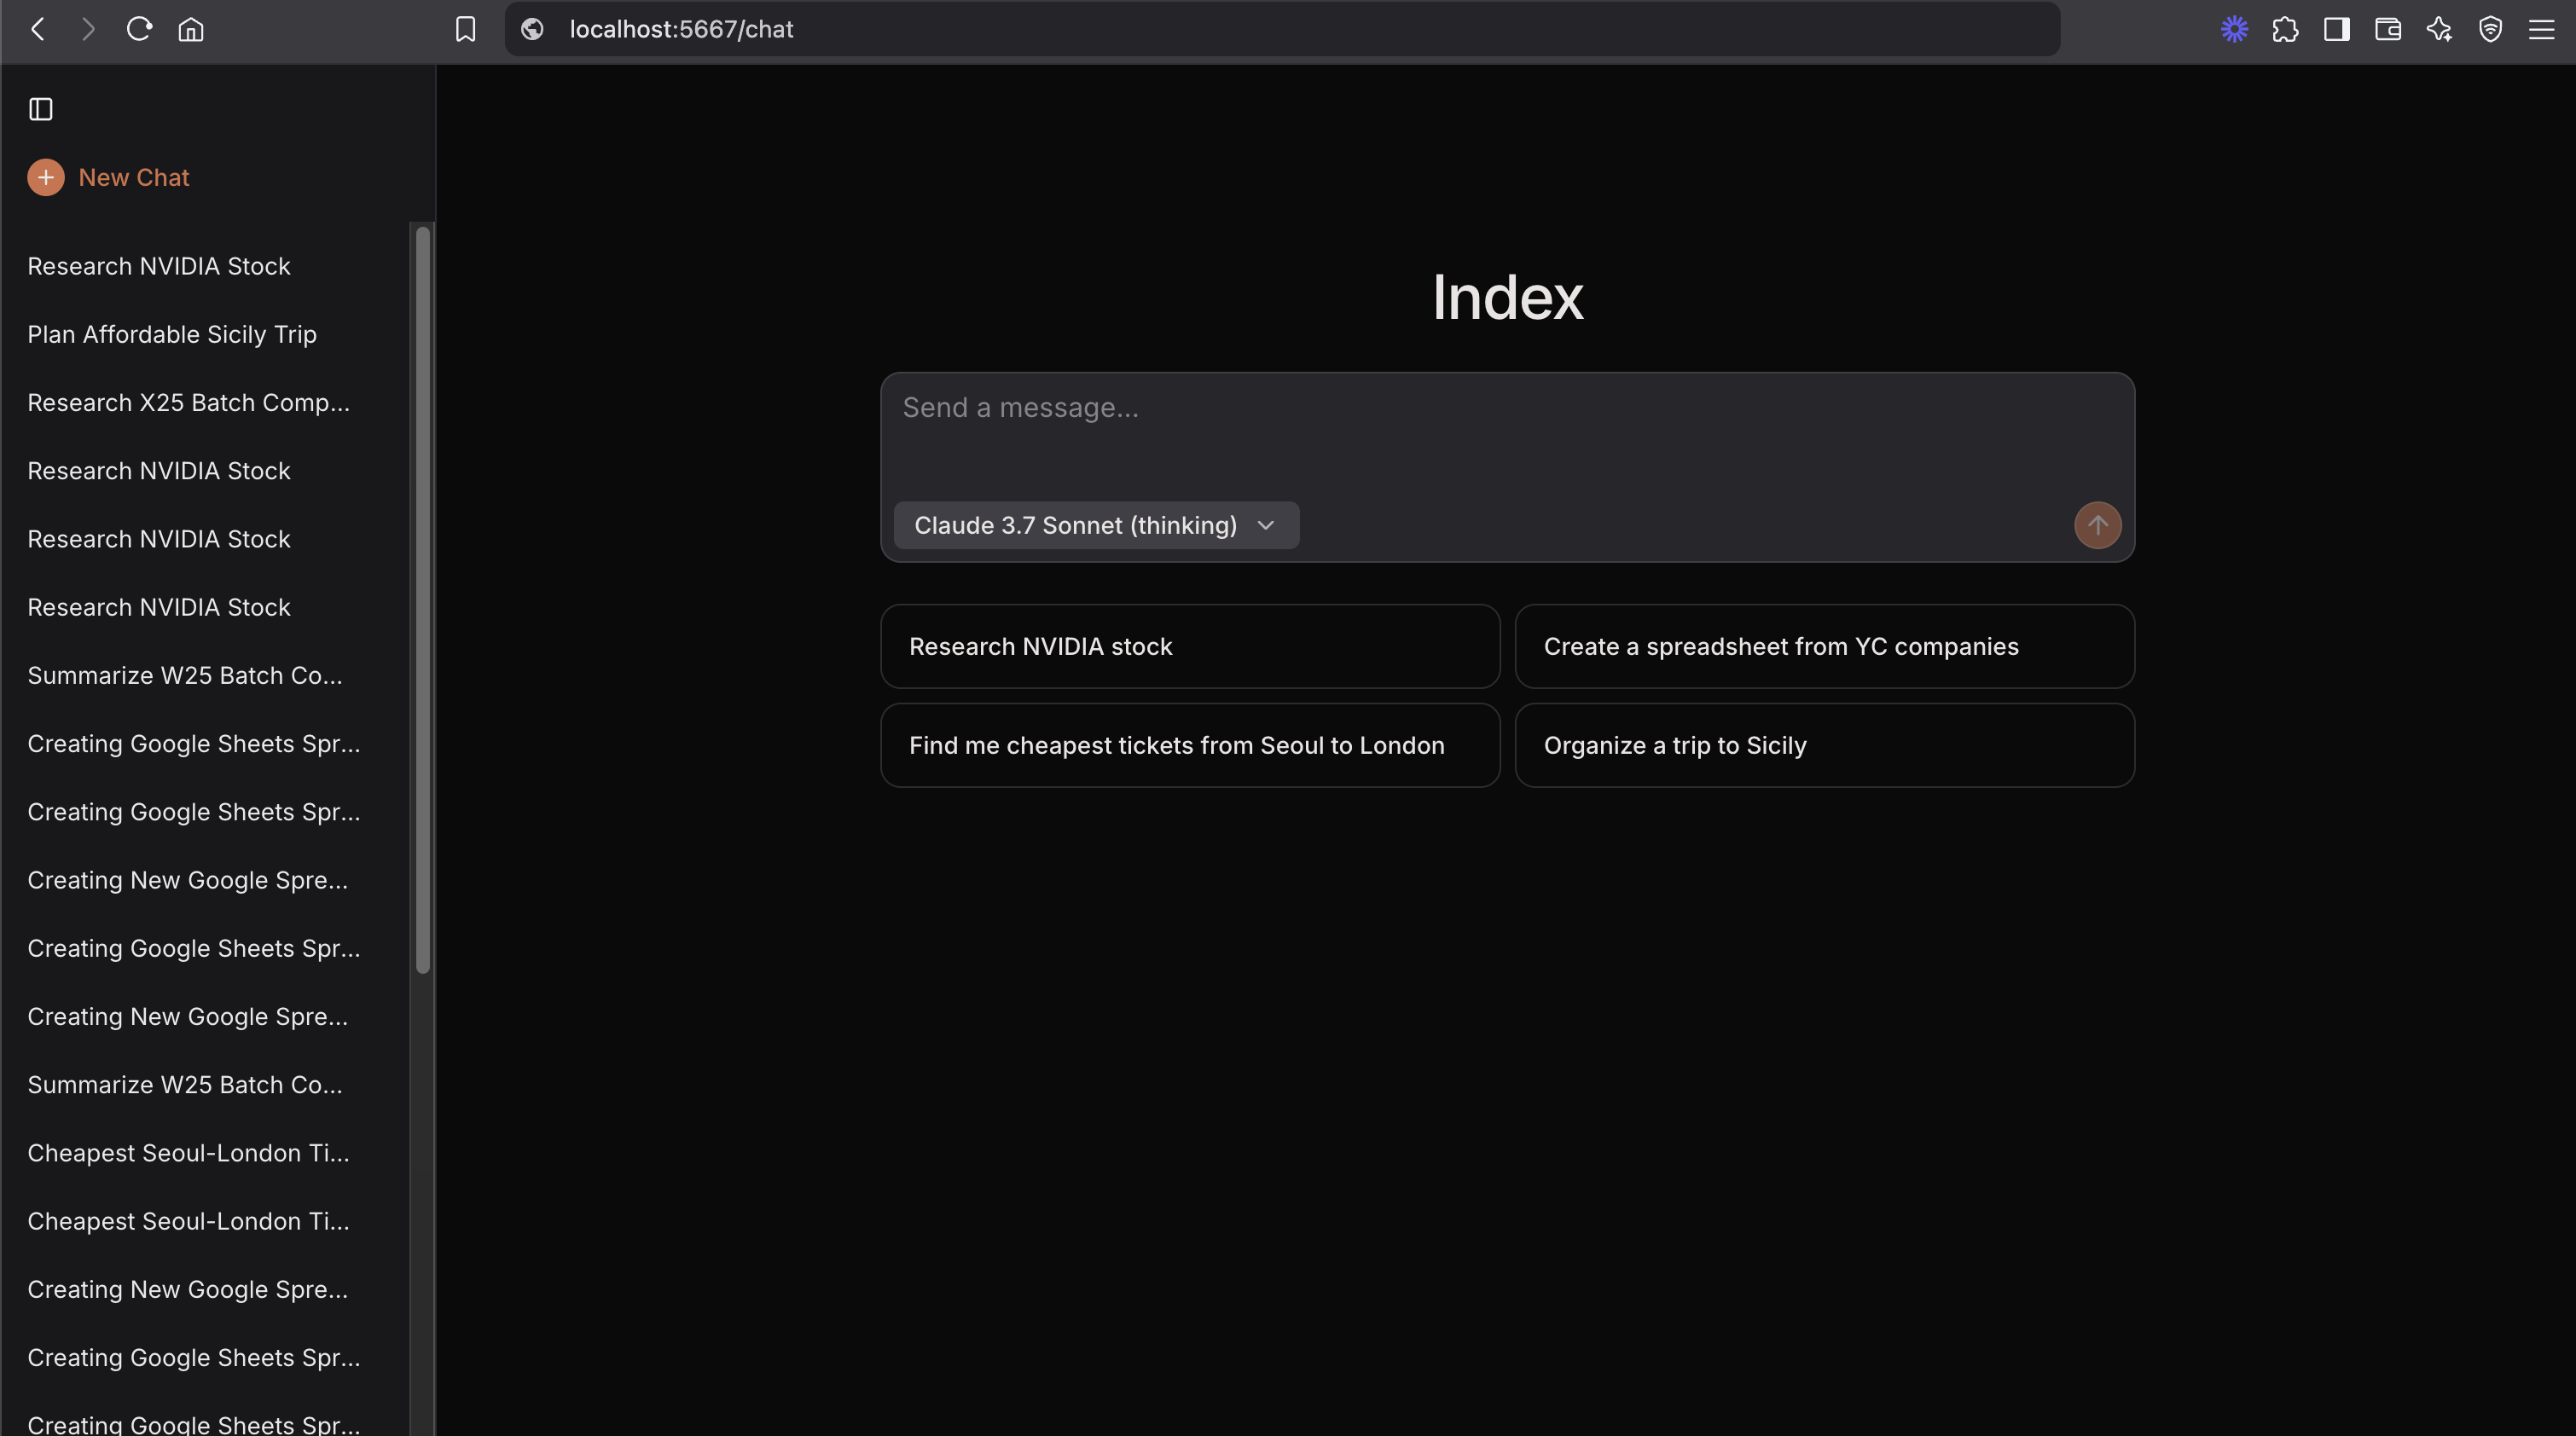 localhost:5667/chat
New Chat
Research NVIDIA Stock
Plan Affordable Sicily Trip
Research X25 Batch Comp...
Research NVIDIA Stock
Research NVIDIA Stock
Research NVIDIA Stock
Summarize W25 Batch Co...
Creating Google Sheets Spr...
Creating Google Sheets Spr...
Creating New Google Spre...
Creating Google Sheets Spr...
Creating New Google Spre...
Summarize W25 Batch Co...
Cheapest Seoul-London Ti...
Cheapest Seoul-London Ti...
Creating New Google Spre...
Creating Google Sheets Spr...
Creating Google Sheets Spr...
Index
Send a message...
Claude 3.7 Sonnet (thinking)
Research NVIDIA stock
Create a spreadsheet from YC companies
Find me cheapest tickets from Seoul to London
Organize a trip to Sicily